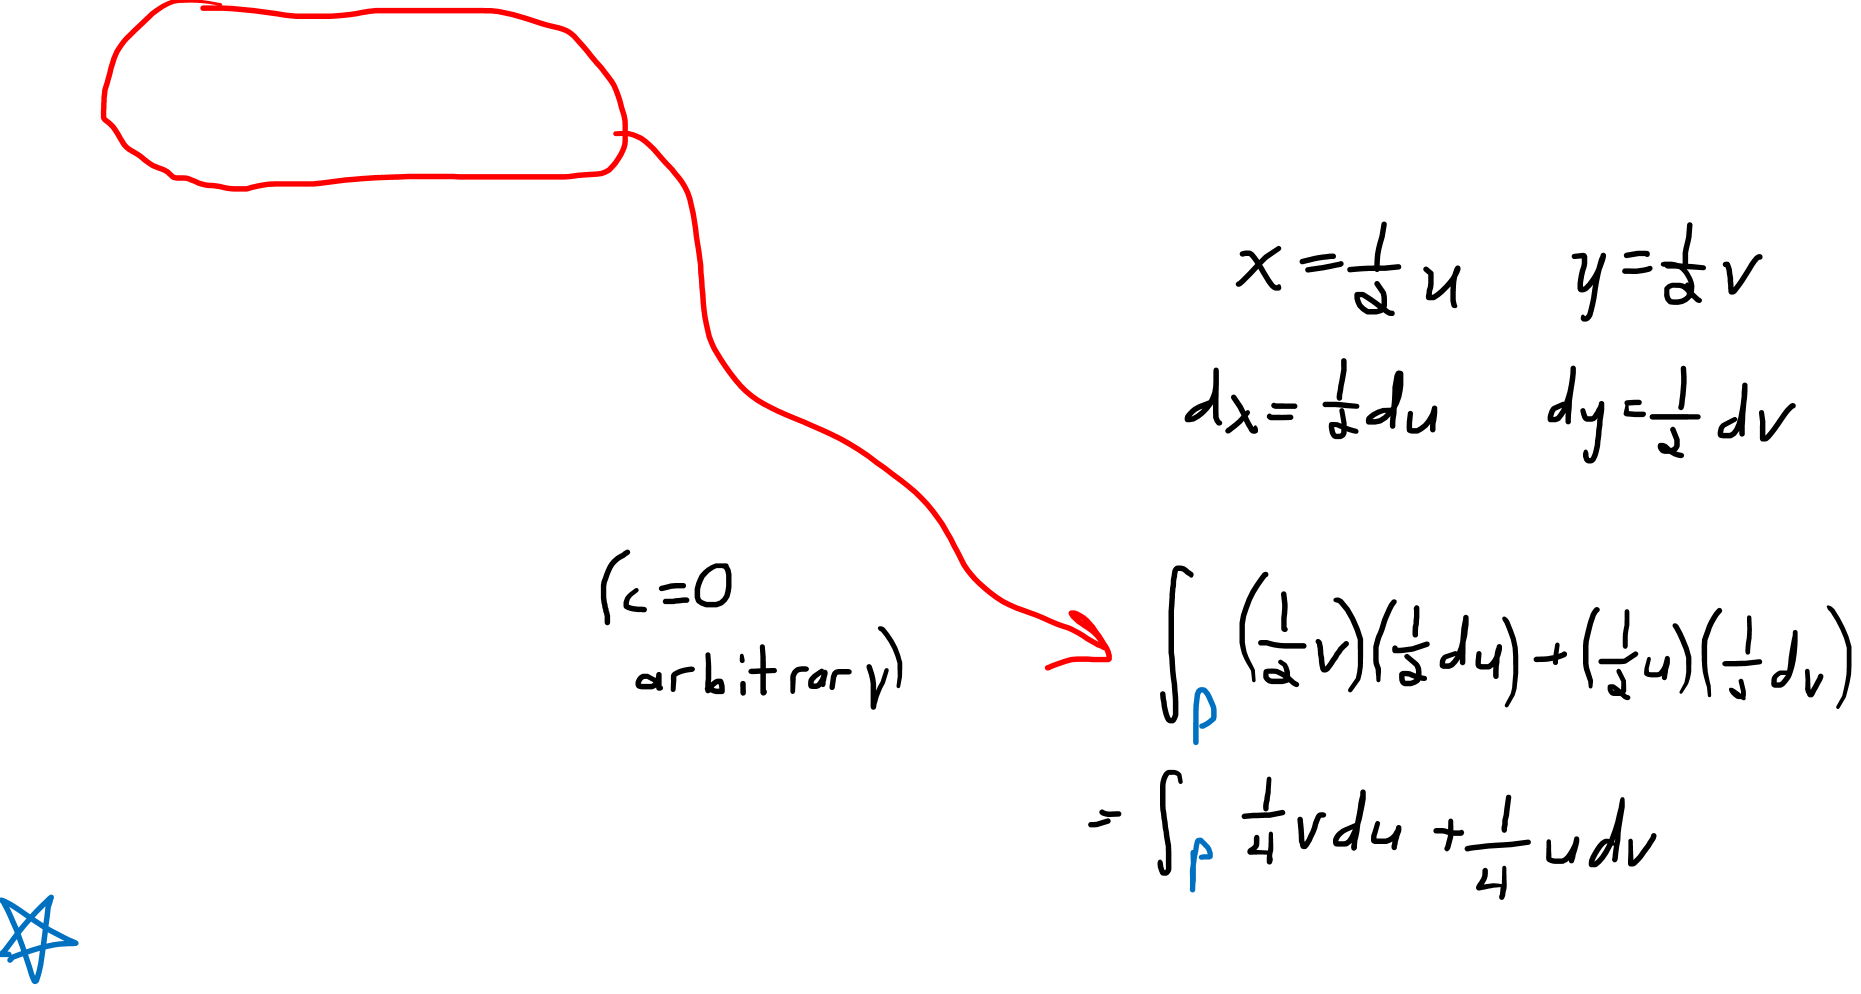 x = 1/2 u    y = 1/2 v
dx = 1/2 du    dy = 1/2 dv
(c = 0
arbitrary)
∫_P (1/2 v)(1/2 du) + (1/2 u)(1/2 dv)
= ∫_P 1/4 v du + 1/4 u dv